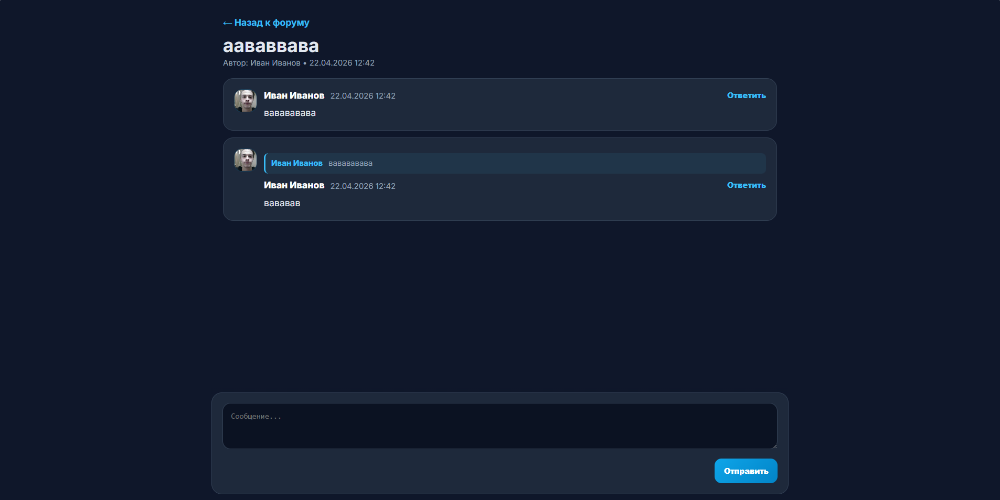 ← Назад к форуму
аававвава
Автор: Иван Иванов • 22.04.2026 12:42
Иван Иванов 22.04.2026 12:42 Ответить
вавававава
Иван Иванов вавававава
Иван Иванов 22.04.2026 12:42 Ответить
вававав
Сообщение...
Отправить